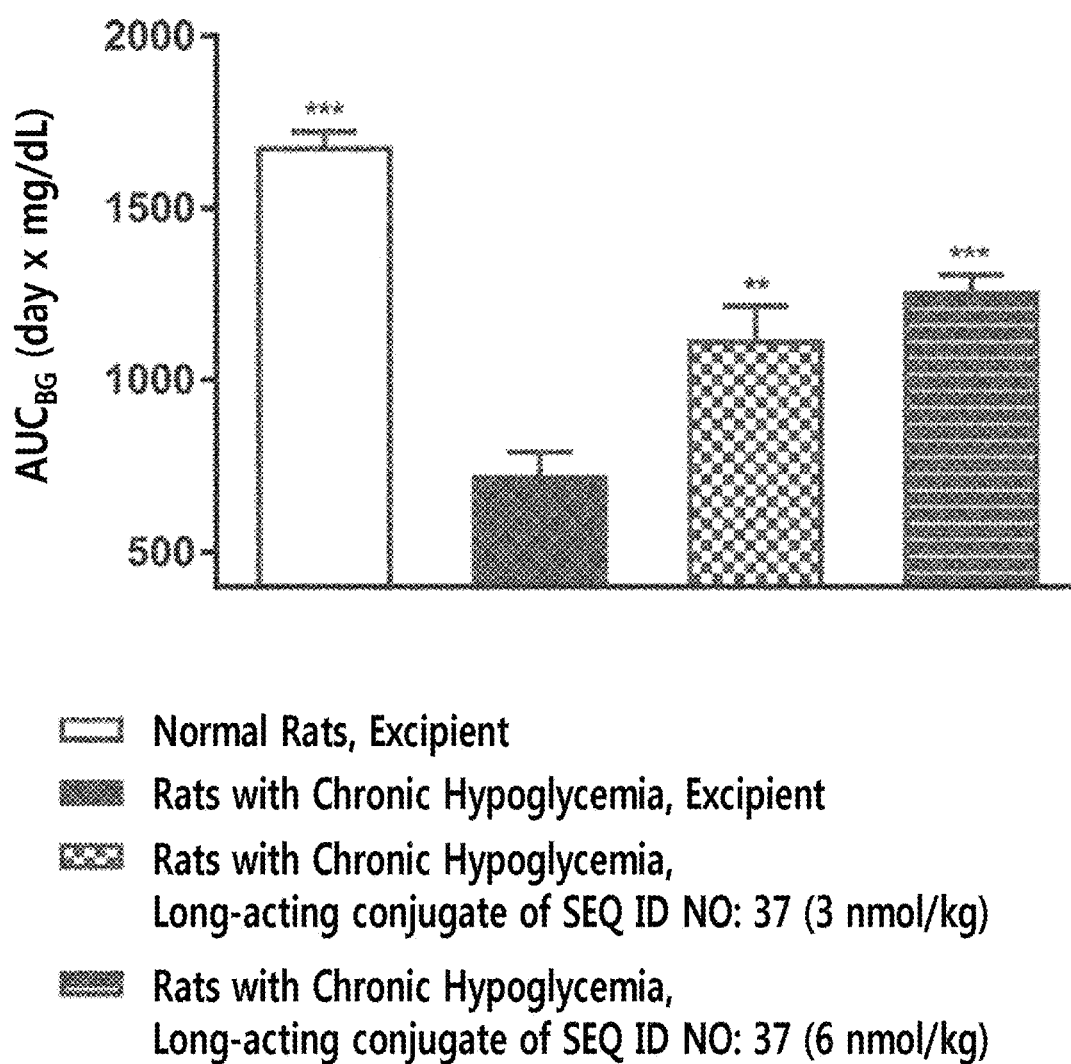 2000
1500
1000
500
AUCBG (day x mg/dL)
***
**
***
Normal Rats, Excipient
Rats with Chronic Hypoglycemia, Excipient
Rats with Chronic Hypoglycemia,
Long-acting conjugate of SEQ ID NO: 37 (3 nmol/kg)
Rats with Chronic Hypoglycemia,
Long-acting conjugate of SEQ ID NO: 37 (6 nmol/kg)